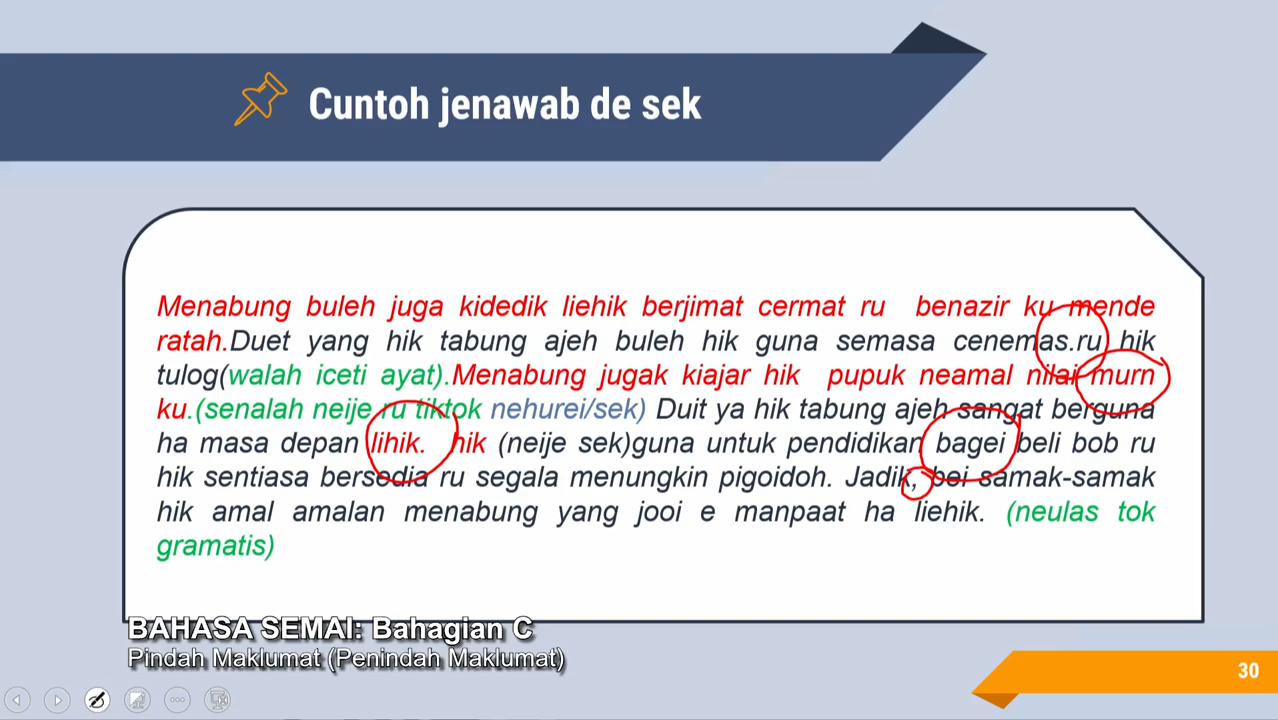 Cuntoh jenawab de sek
Menabung buleh juga kidedik liehik berjimat cermat ru benazir ku mende
ratah.Duet yang hik tabung ajeh buleh hik guna semasa cenemas.ru hik
tulog(walah iceti ayat).Menabung jugak kiajar hik pupuk neamal nilai murn
ku.(senalah neije ru tiktok nehurei/sek) Duit ya hik tabung ajeh sangat berguna
ha masa depan lihik. hik (neije sek)guna untuk pendidikan bagei beli bob ru
hik sentiasa bersedia ru segala menungkin pigoidoh. Jadik, bei samak-samak
hik amal amalan menabung yang jooi e manpaat ha liehik. (neulas tok
gramatis)
BAHASA SEMAI: Bahagian C
Pindah Maklumat (Penindah Maklumat)
30